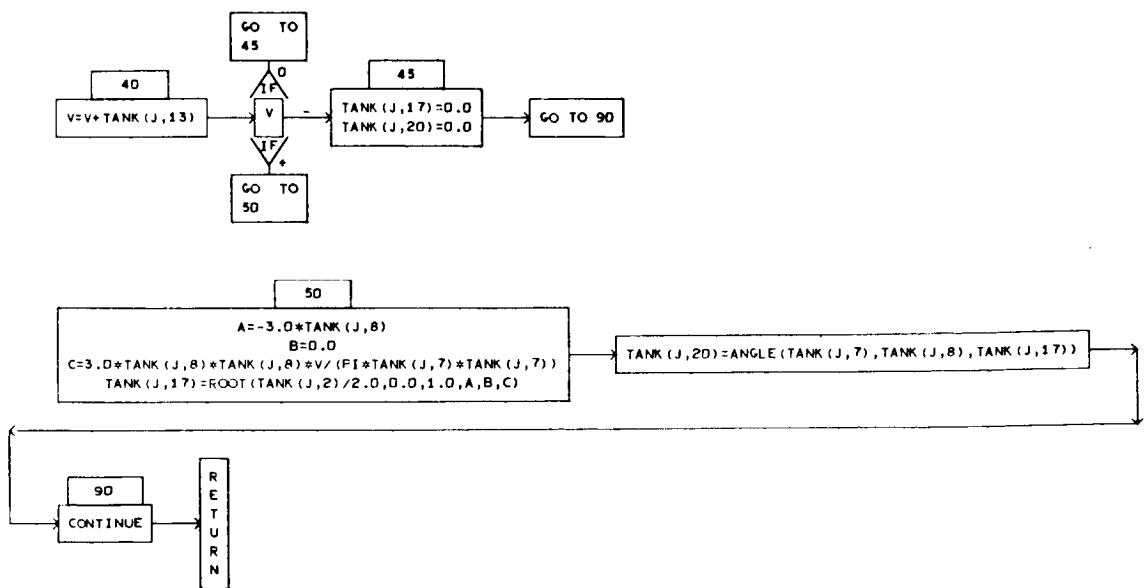 GO TO
45
0
IF
40
V=V+TANK(J,13)
V
-
45
TANK(J,17)=0.0
TANK(J,20)=0.0
GO TO 90
IF
+
GO TO
50
50
A=-3.0*TANK(J,8)
B=0.0
C=3.0*TANK(J,8)*TANK(J,8)*V/(PI*TANK(J,7)*TANK(J,7))
TANK(J,17)=ROOT(TANK(J,2)/2.0,0.0,1.0,A,B,C)
TANK(J,20)=ANGLE(TANK(J,7),TANK(J,8),TANK(J,17))
90
CONTINUE
R
E
T
U
R
N